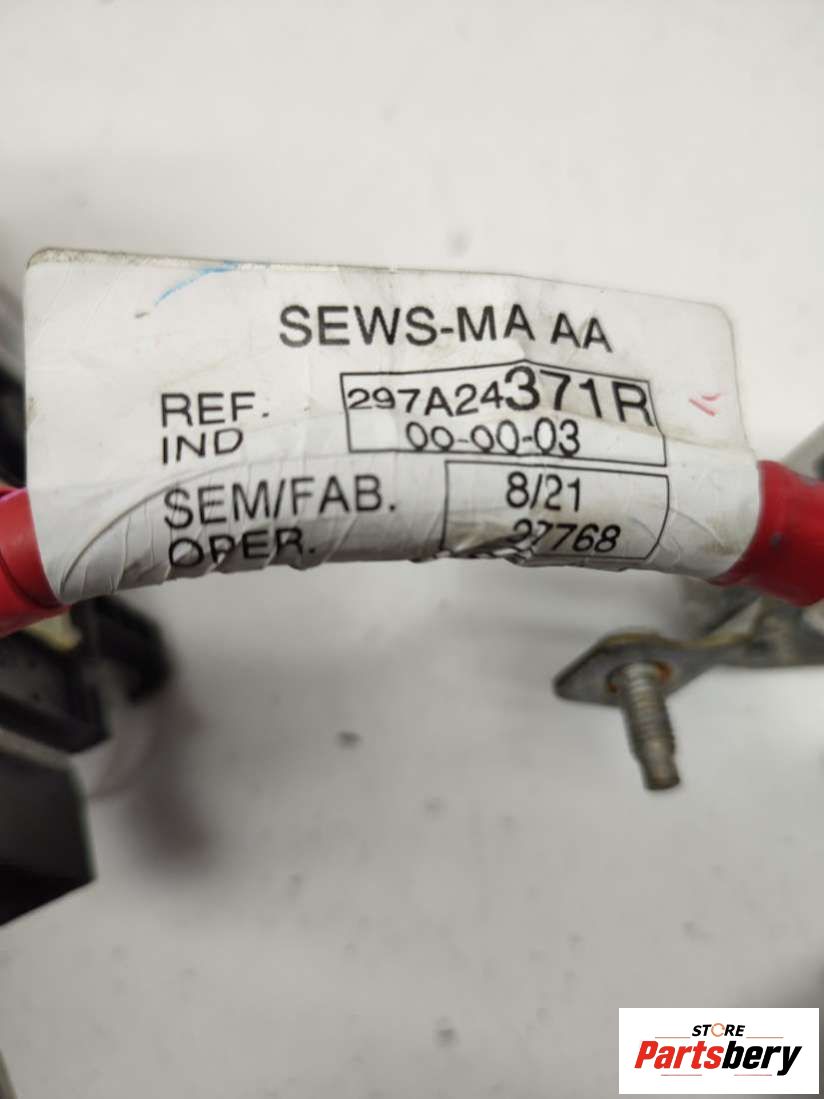 SEWS-MA AA
REF. 297A24371R
IND 00-00-03
SEM/FAB. 8/21
OPER. 27768
STORE
Partsbery